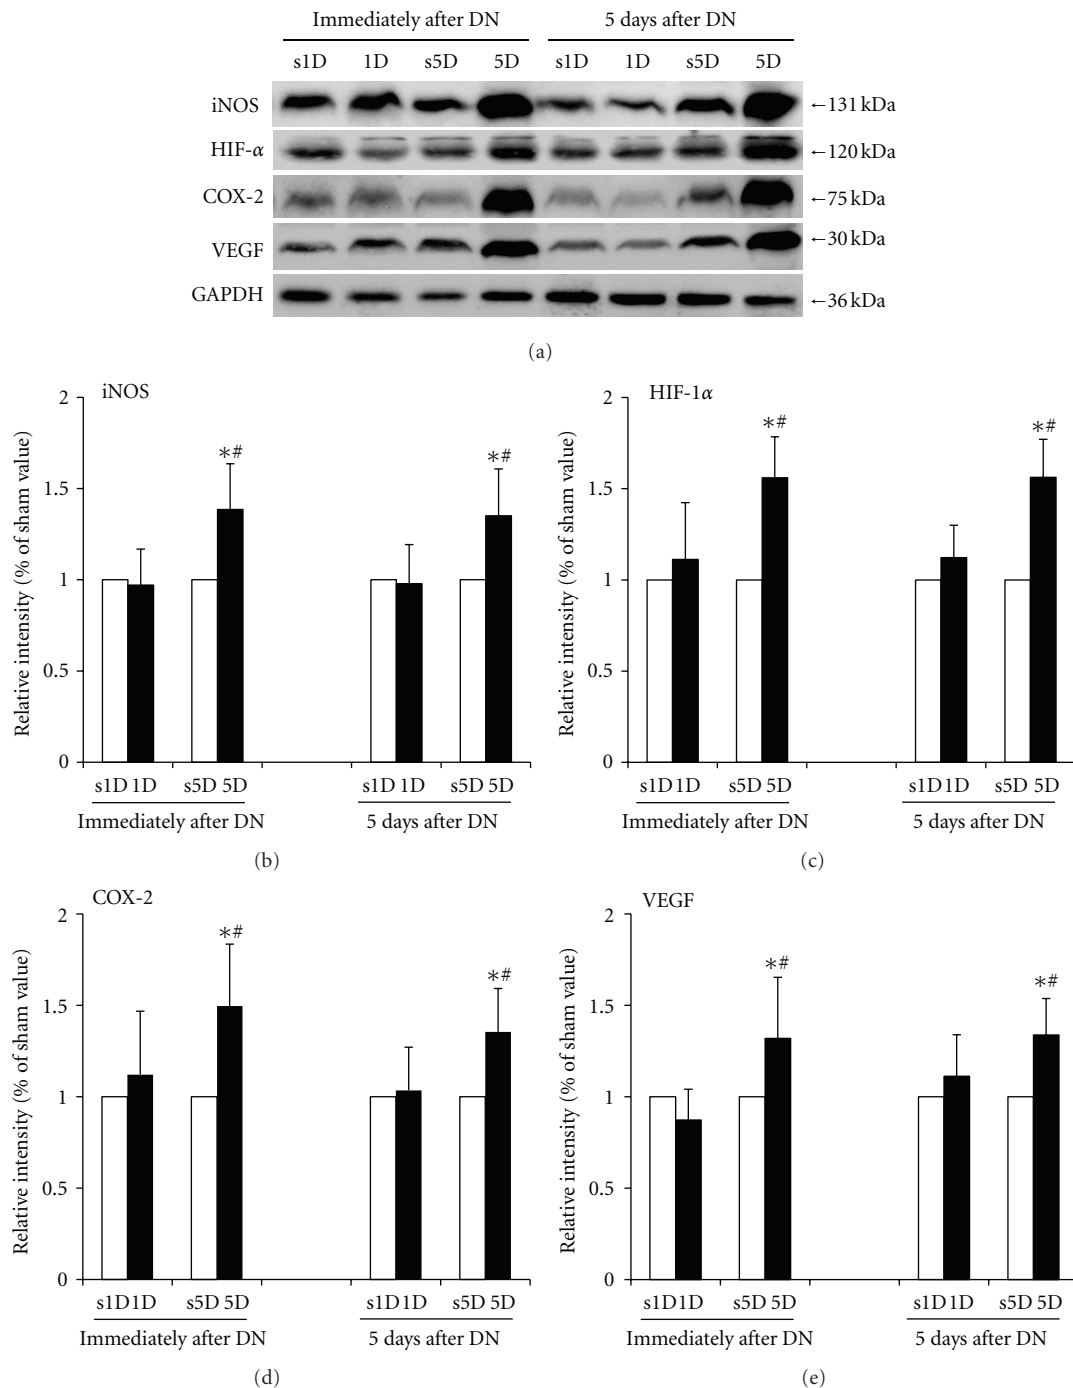 Immediately after DN 5 days after DN
s1D 1D s5D 5D s1D 1D s5D 5D
iNOS ←131 kDa
HIF-α ←120 kDa
COX-2 ←75 kDa
VEGF ←30 kDa
GAPDH ←36 kDa
(a)
iNOS
Relative intensity (% of sham value)
2
1.5
1
0.5
0
*#
*#
s1D 1D s5D 5D s1D 1D s5D 5D
Immediately after DN 5 days after DN
(b)
HIF-1α
Relative intensity (% of sham value)
2
1.5
1
0.5
0
*#
*#
s1D 1D s5D 5D s1D 1D s5D 5D
Immediately after DN 5 days after DN
(c)
COX-2
Relative intensity (% of sham value)
2
1.5
1
0.5
0
*#
*#
s1D 1D s5D 5D s1D 1D s5D 5D
Immediately after DN 5 days after DN
(d)
VEGF
Relative intensity (% of sham value)
2
1.5
1
0.5
0
*#
*#
s1D 1D s5D 5D s1D 1D s5D 5D
Immediately after DN 5 days after DN
(e)